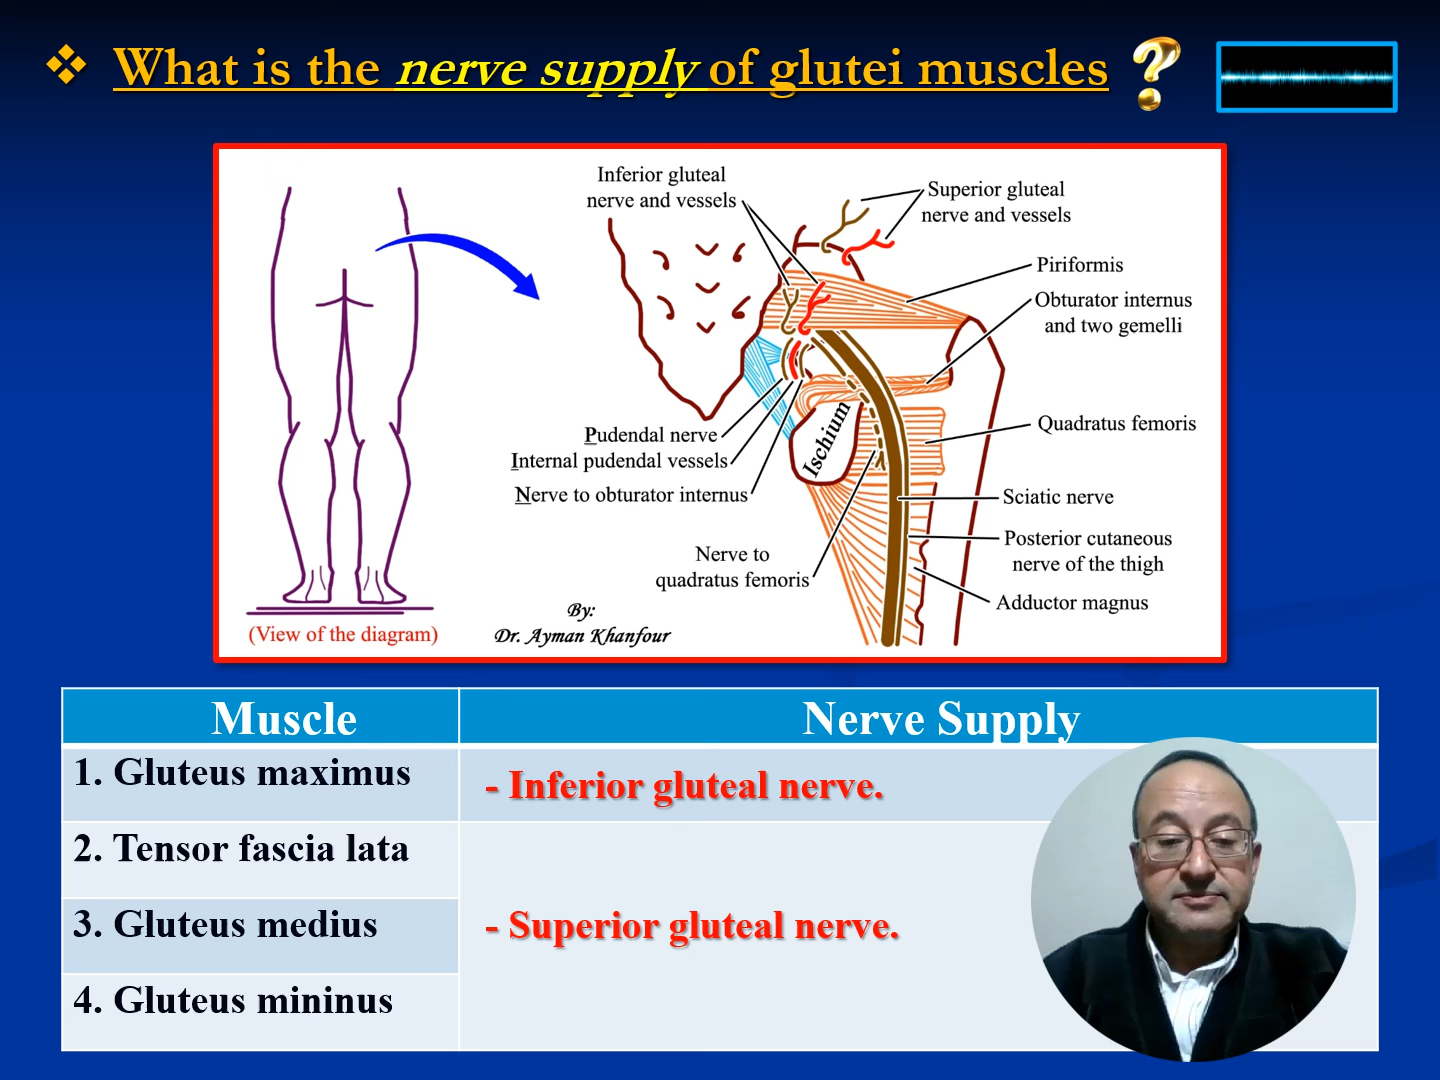 ❖ What is the nerve supply of glutei muscles ?
Inferior gluteal
nerve and vessels
Superior gluteal
nerve and vessels
Piriformis
Obturator internus
and two gemelli
Quadratus femoris
Ischium
Pudendal nerve
Internal pudendal vessels
Nerve to obturator internus
Sciatic nerve
Nerve to
quadratus femoris
Posterior cutaneous
nerve of the thigh
Adductor magnus
By:
Dr. Ayman Khanfour
(View of the diagram)
Muscle Nerve Supply
1. Gluteus maximus - Inferior gluteal nerve.
2. Tensor fascia lata
3. Gluteus medius - Superior gluteal nerve.
4. Gluteus mininus